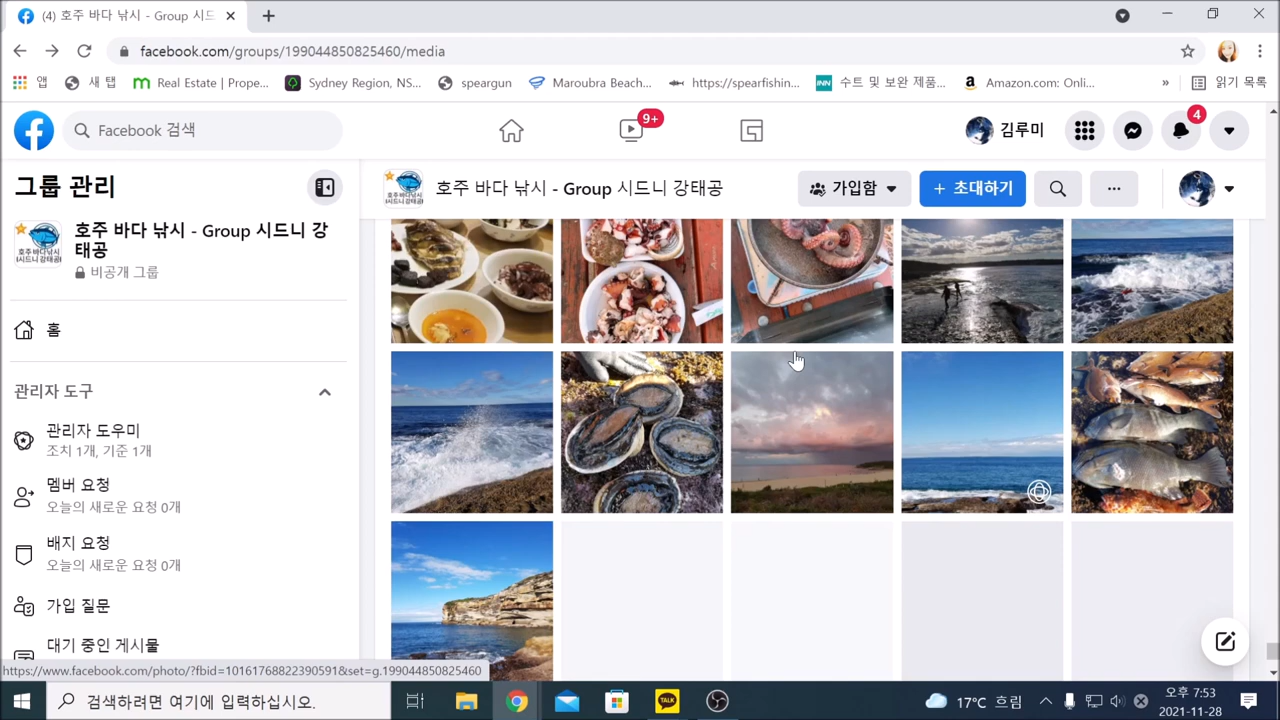 (4) 호주 바다 낚시 - Group 시드
facebook.com/groups/199044850825460/media
앱 새 탭 Real Estate | Prope... Sydney Region, NS... speargun Maroubra Beach... https://spearfishin... 수트 및 보완 제품... Amazon.com: Onli... » 읽기 목록
Facebook 검색
9+
김루미
4
그룹 관리
호주 바다 낚시 - Group 시드니 강태공
가입함
+ 초대하기
호주 바다 낚시 - Group 시드니 강
태공
비공개 그룹
홈
관리자 도구
관리자 도우미
조치 1개, 기준 1개
멤버 요청
오늘의 새로운 요청 0개
배지 요청
오늘의 새로운 요청 0개
가입 질문
대기 중인 게시물
https://www.facebook.com/photo/?fbid=10161768822390591&set=g.199044850825460
검색하려면 여기에 입력하십시오.
TALK
17°C 흐림
오후 7:53
2021-11-28